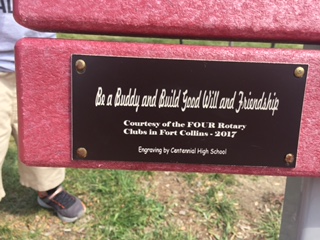 Be a Buddy and Build Good Will and Friendship
Courtesy of the FOUR Rotary
Clubs in Fort Collins - 2017
Engraving by Centennial High School